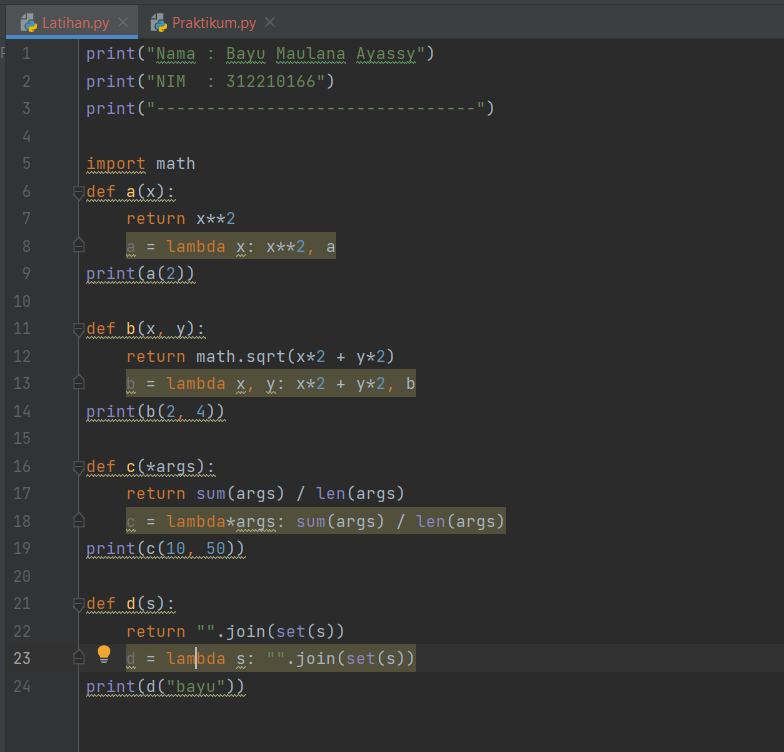 Latihan.py Praktikum.py
1 print("Nama : Bayu Maulana Ayassy")
2 print("NIM  : 312210166")
3 print("--------------------------------")
4
5 import math
6 def a(x):
7     return x**2
8     a = lambda x: x**2, a
9 print(a(2))
10
11 def b(x, y):
12     return math.sqrt(x*2 + y*2)
13     b = lambda x, y: x*2 + y*2, b
14 print(b(2, 4))
15
16 def c(*args):
17     return sum(args) / len(args)
18     c = lambda*args: sum(args) / len(args)
19 print(c(10, 50))
20
21 def d(s):
22     return "".join(set(s))
23     d = lambda s: "".join(set(s))
24 print(d("bayu"))